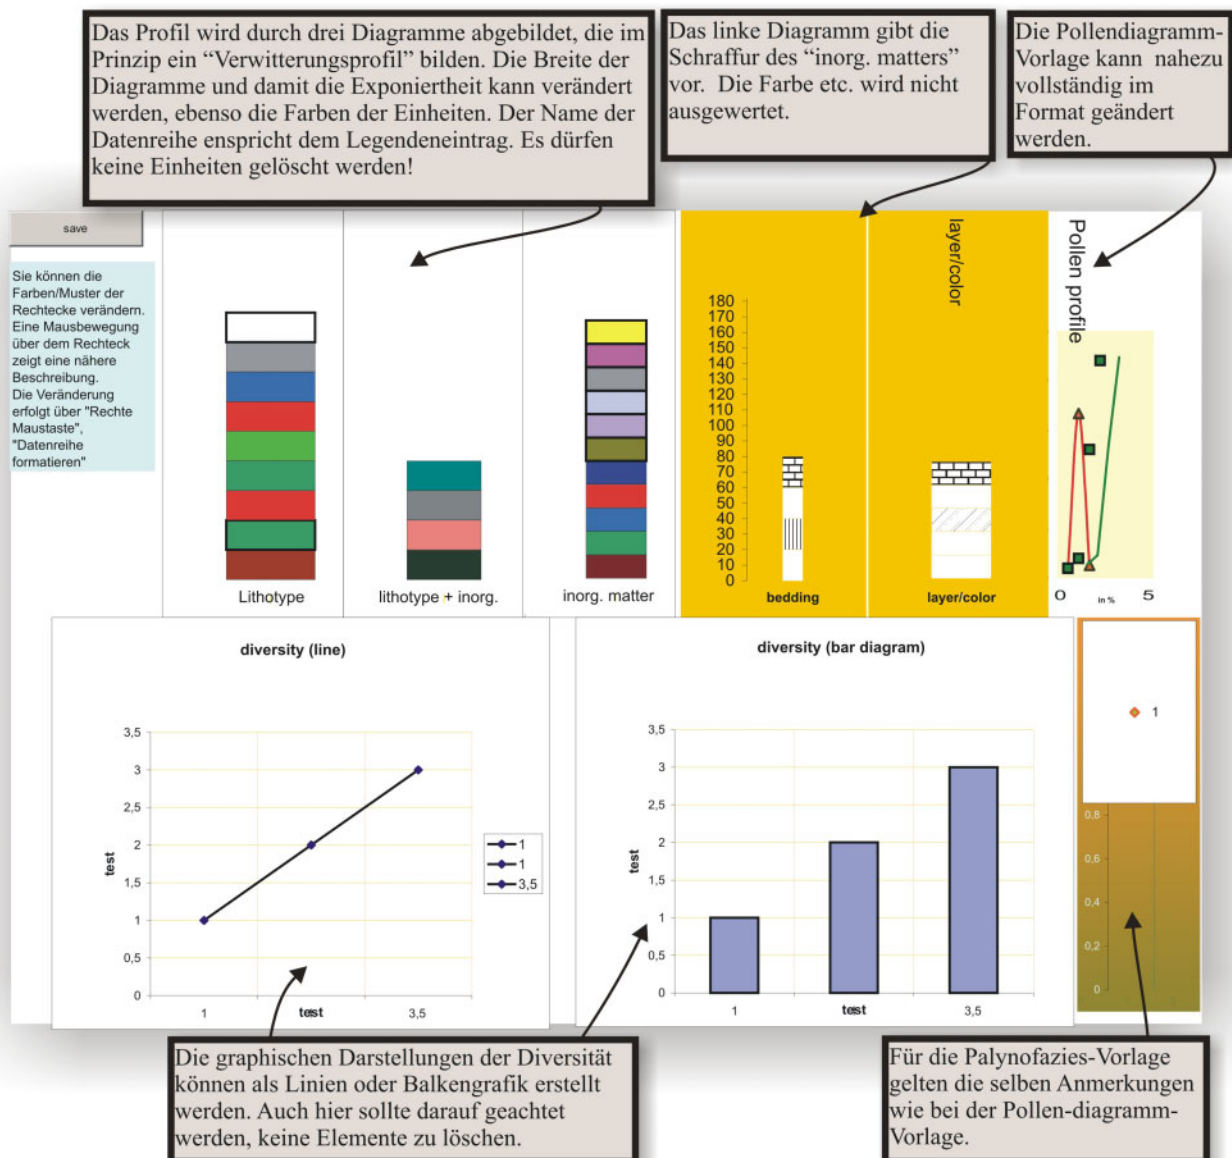 Das Profil wird durch drei Diagramme abgebildet, die im
Prinzip ein “Verwitterungsprofil” bilden. Die Breite der
Diagramme und damit die Exponiertheit kann verändert
werden, ebenso die Farben der Einheiten. Der Name der
Datenreihe enspricht dem Legendeneintrag. Es dürfen
keine Einheiten gelöscht werden!
Das linke Diagramm gibt die
Schraffur des “inorg. matters”
vor. Die Farbe etc. wird nicht
ausgewertet.
Die Pollendiagramm-
Vorlage kann nahezu
vollständig im
Format geändert
werden.
save
Sie können die
Farben/Muster der
Rechtecke verändern.
Eine Mausbewegung
über dem Rechteck
zeigt eine nähere
Beschreibung.
Die Veränderung
erfolgt über "Rechte
Maustaste",
"Datenreihe
formatieren"
Lithotype
lithotype + inorg.
inorg. matter
180
170
160
150
140
130
120
110
100
90
80
70
60
50
40
30
20
10
0
bedding
layer/color
layer/color
Pollen profile
0 in % 5
diversity (line)
3,5
3
2,5
2
1,5
1
0,5
0
test
1 test 3,5
1
1
3,5
diversity (bar diagram)
3,5
3
2,5
2
1,5
1
0,5
0
test
1 test 3,5
1
0,8
0,6
0,4
0,2
0
Die graphischen Darstellungen der Diversität
können als Linien oder Balkengrafik erstellt
werden. Auch hier sollte darauf geachtet
werden, keine Elemente zu löschen.
Für die Palynofazies-Vorlage
gelten die selben Anmerkungen
wie bei der Pollen-diagramm-
Vorlage.